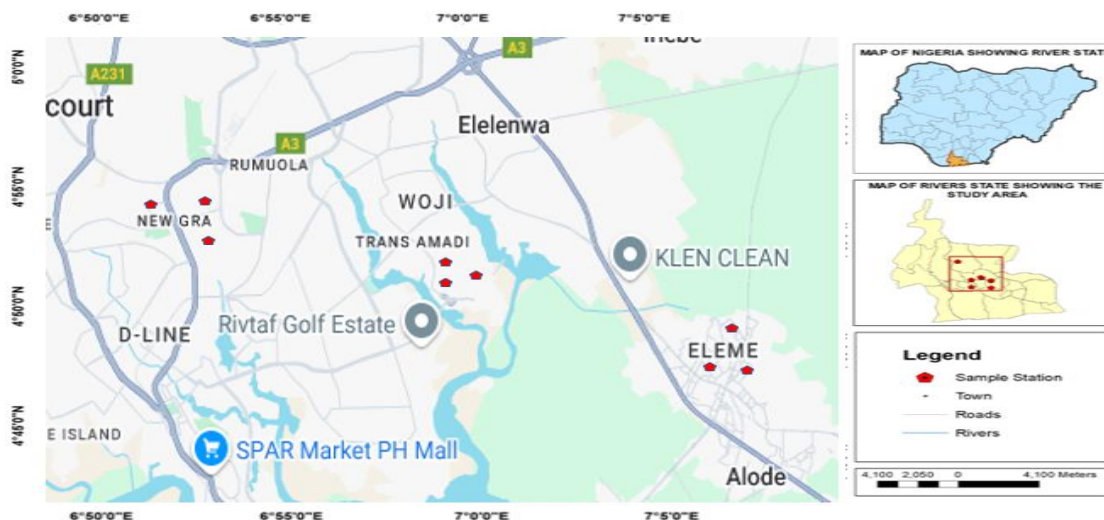 6°50'0"E 6°55'0"E 7°0'0"E 7°5'0"E
5°0'0"N
4°55'0"N
4°50'0"N
4°45'0"N
A231
A3
court
Elelenwa
A3
RUMUOLA
WOJI
NEW GRA
TRANS AMADI
KLEN CLEAN
Rivtaf Golf Estate
D-LINE
ELEME
E ISLAND
SPAR Market PH Mall
Alode
6°50'0"E 6°55'0"E 7°0'0"E 7°5'0"E
MAP OF NIGERIA SHOWING RIVER STATE
MAP OF RIVERS STATE SHOWING THE
STUDY AREA
Legend
Sample Station
Town
Roads
Rivers
4,100 2,050 0 4,100 Meters